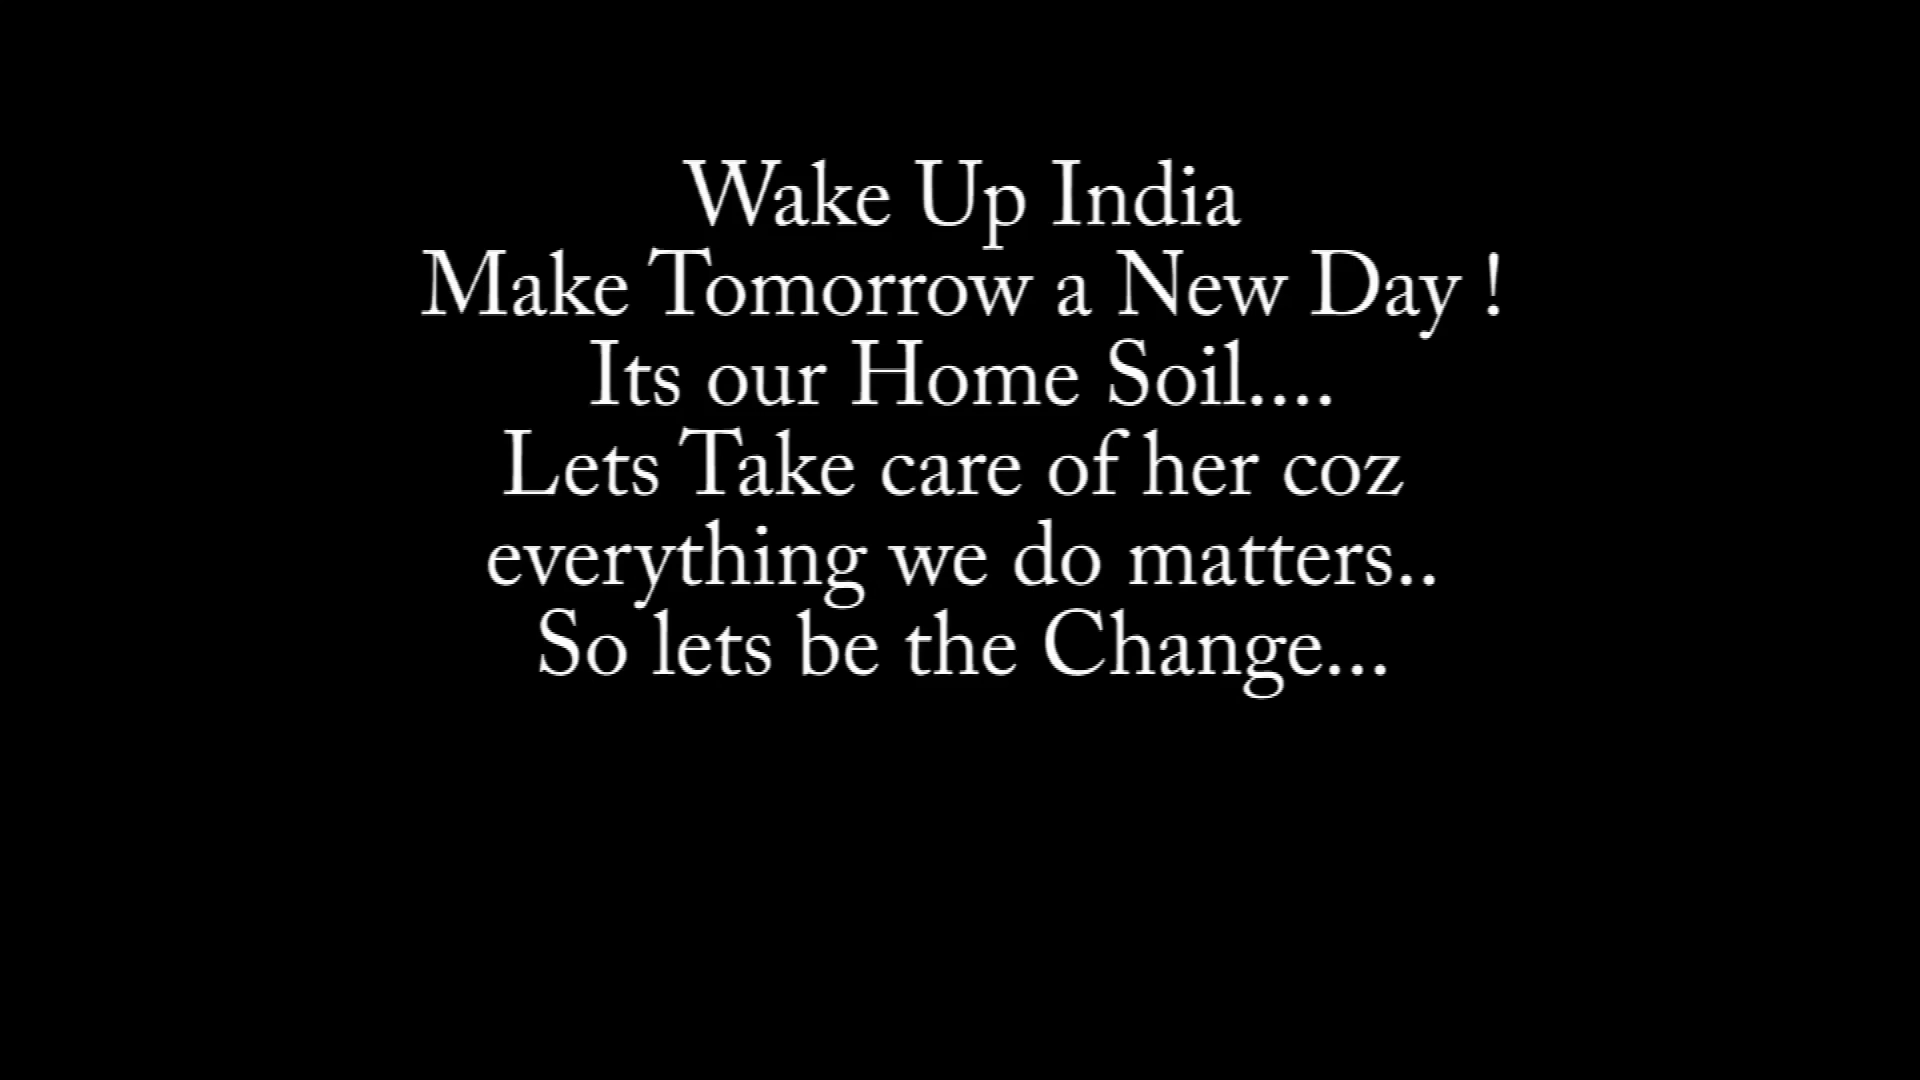 Wake Up India
Make Tomorrow a New Day !
Its our Home Soil....
Lets Take care of her coz
everything we do matters..
So lets be the Change...